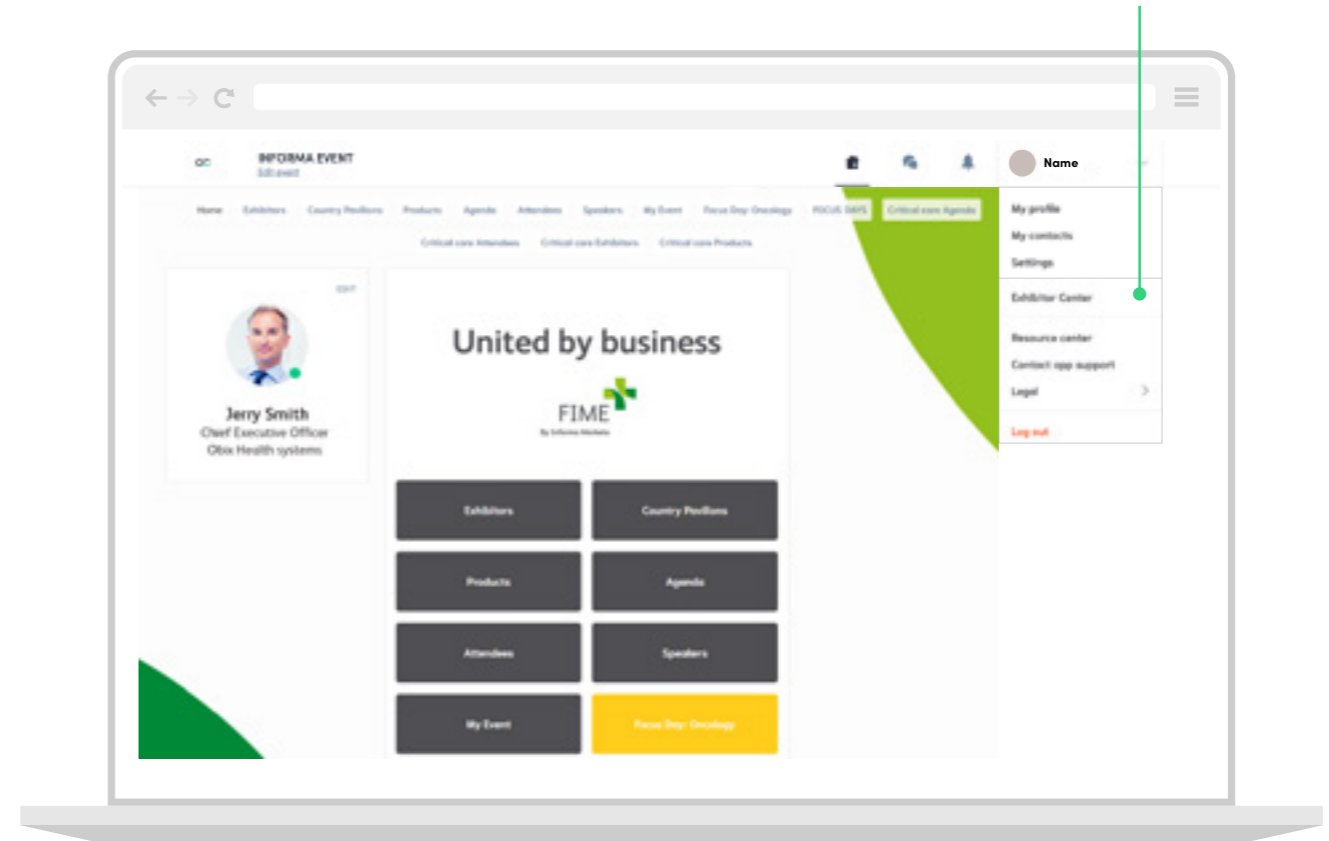 INFORMA EVENT
Edit event
Name
Home Exhibitors Country Pavilions Products Agenda Attendees Speakers My Event Focus Day: Oncology FOCUS DAYS Critical care Agenda
Critical care Attendees Critical care Exhibitors Critical care Products
My profile
My contacts
Settings
Exhibitor Center
Resource center
Contact app support
Legal
Log out
EDIT
Jerry Smith
Chief Executive Officer
Obix Health systems
United by business
FIME
By Informa Markets
Exhibitors
Country Pavilions
Products
Agenda
Attendees
Speakers
My Event
Focus Day: Oncology